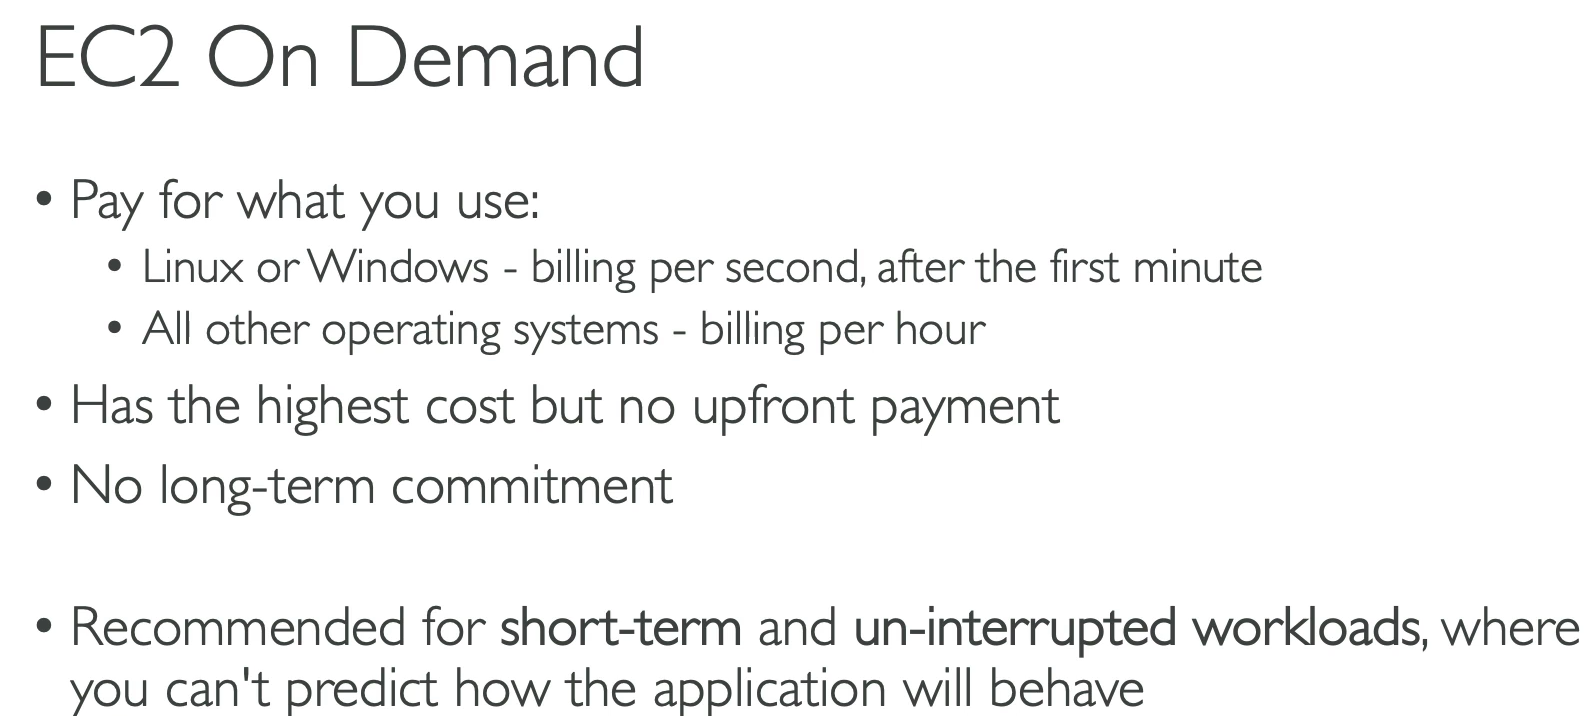 EC2 On Demand
• Pay for what you use:
• Linux or Windows - billing per second, after the first minute
• All other operating systems - billing per hour
• Has the highest cost but no upfront payment
• No long-term commitment
• Recommended for short-term and un-interrupted workloads, where
you can't predict how the application will behave